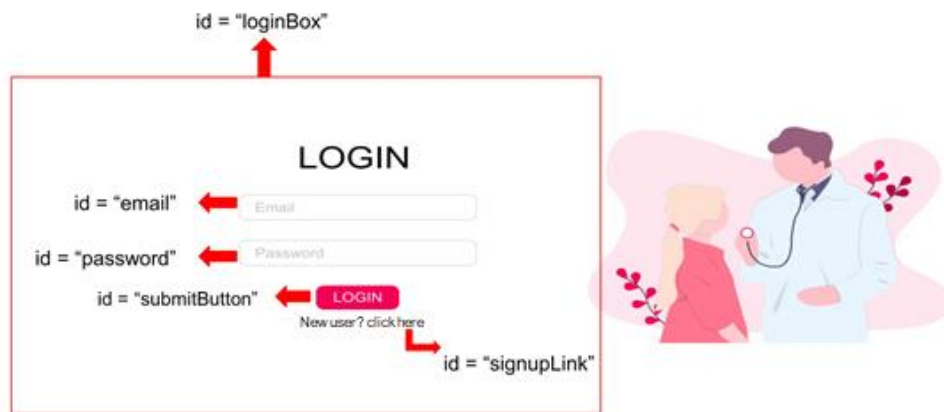 id = “loginBox”
LOGIN
id = “email”
Email
id = “password”
Password
id = “submitButton”
LOGIN
New user? click here
id = “signupLink”